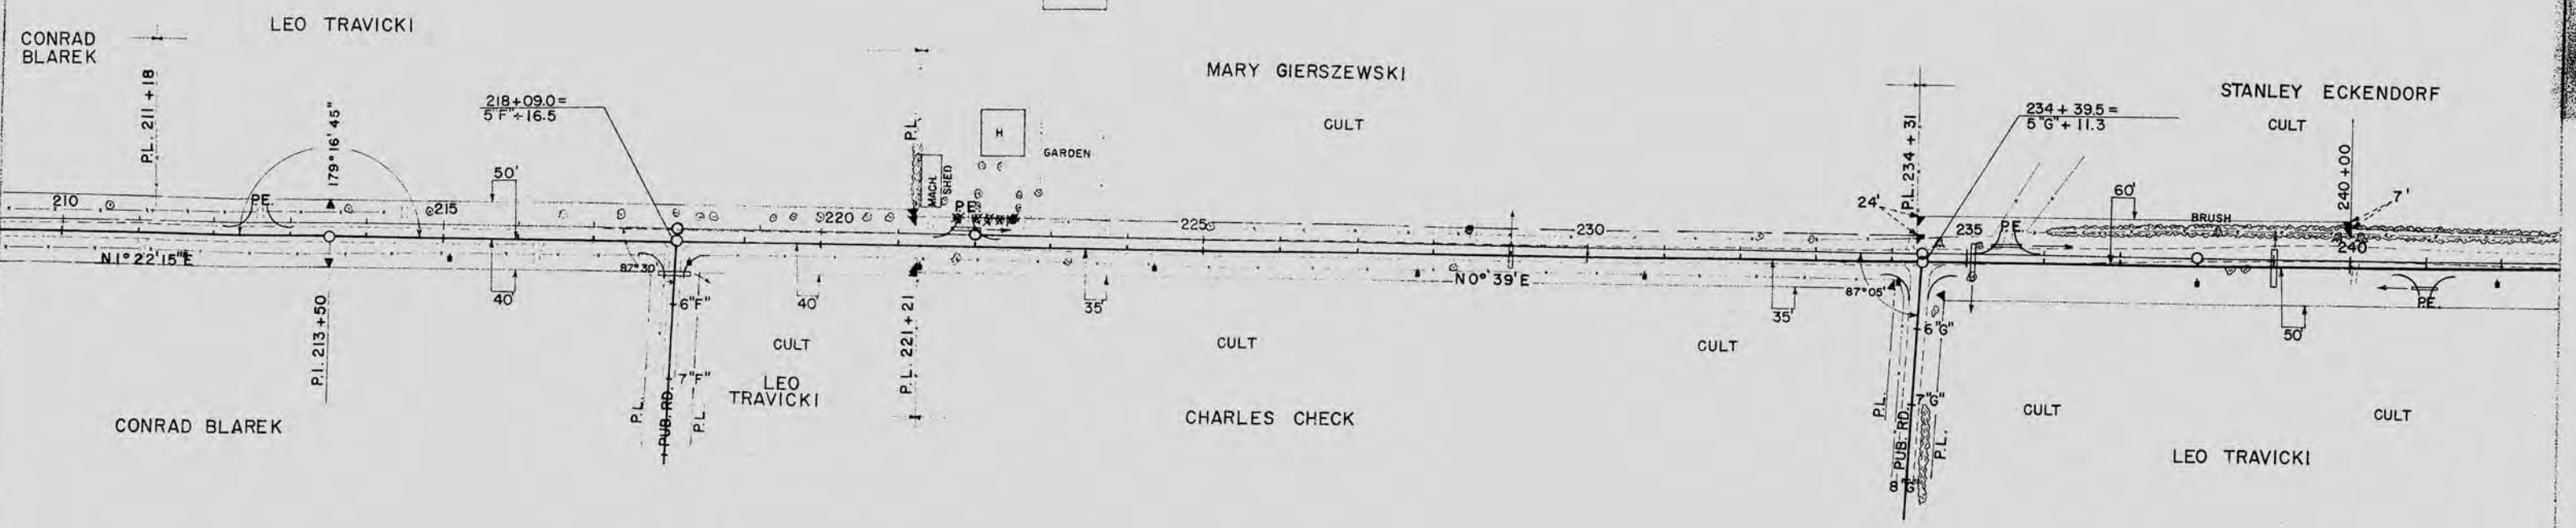 LEO TRAVICKI
CONRAD
BLAREK
P.L. 211 + 18
179° 16' 45"
218+09.0=
5"F"+16.5
50'
210
P.E.
215
N 1° 22' 15" E
P.I. 213 + 50
40'
87°30'
6"F"
7"F"
P.L.
PUB. RD.
P.L.
CONRAD BLAREK
CULT
LEO
TRAVICKI
40'
220
P.L.
P.L. 221 + 21
MACH.
SHED
H
GARDEN
P.E.
MARY GIERSZEWSKI
CULT
225
35'
N 0° 39' E
230
CULT
CHARLES CHECK
CULT
35'
24'
P.L. 234 + 31
234 + 39.5 =
5"G" + 11.3
87°05'
235
P.E.
6"G"
7"G"
8"G"
P.L.
PUB. RD.
P.L.
STANLEY ECKENDORF
CULT
240 + 00
60'
7'
BRUSH
240
50'
P.E.
CULT
CULT
LEO TRAVICKI